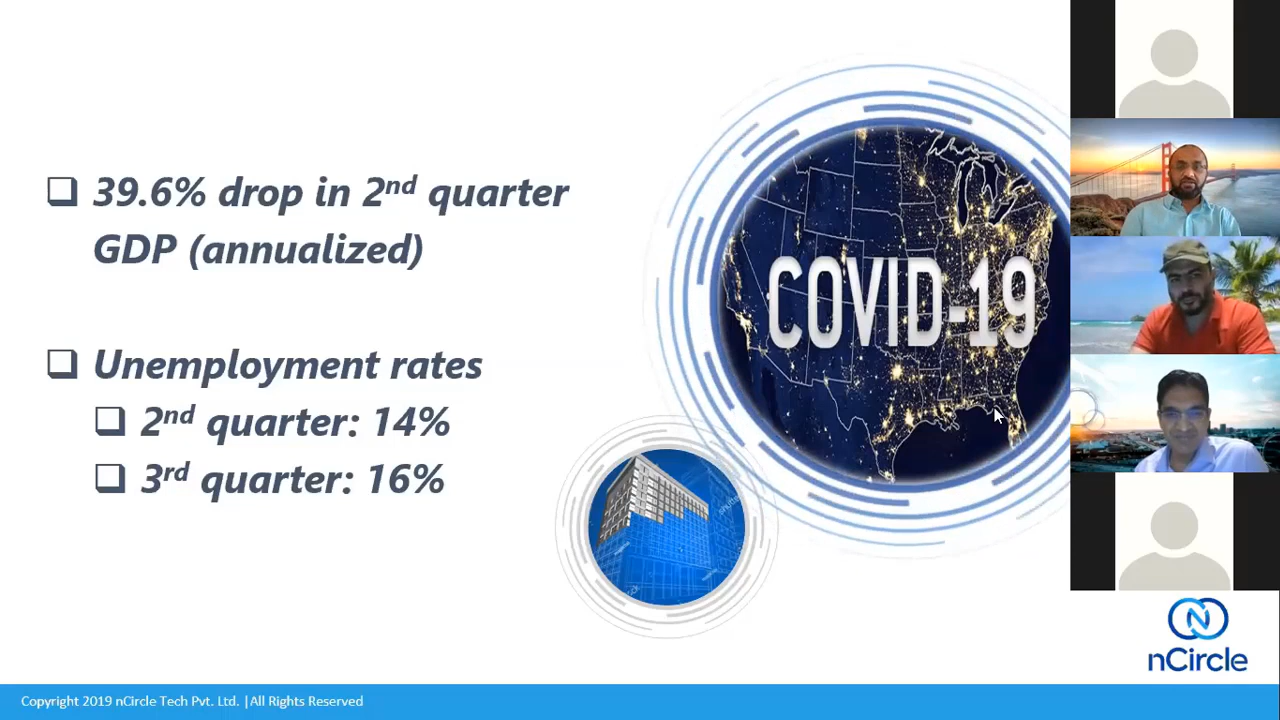 ❑ 39.6% drop in 2nd quarter
GDP (annualized)
❑ Unemployment rates
❑ 2nd quarter: 14%
❑ 3rd quarter: 16%
COVID-19
nCircle
Copyright 2019 nCircle Tech Pvt. Ltd. |All Rights Reserved